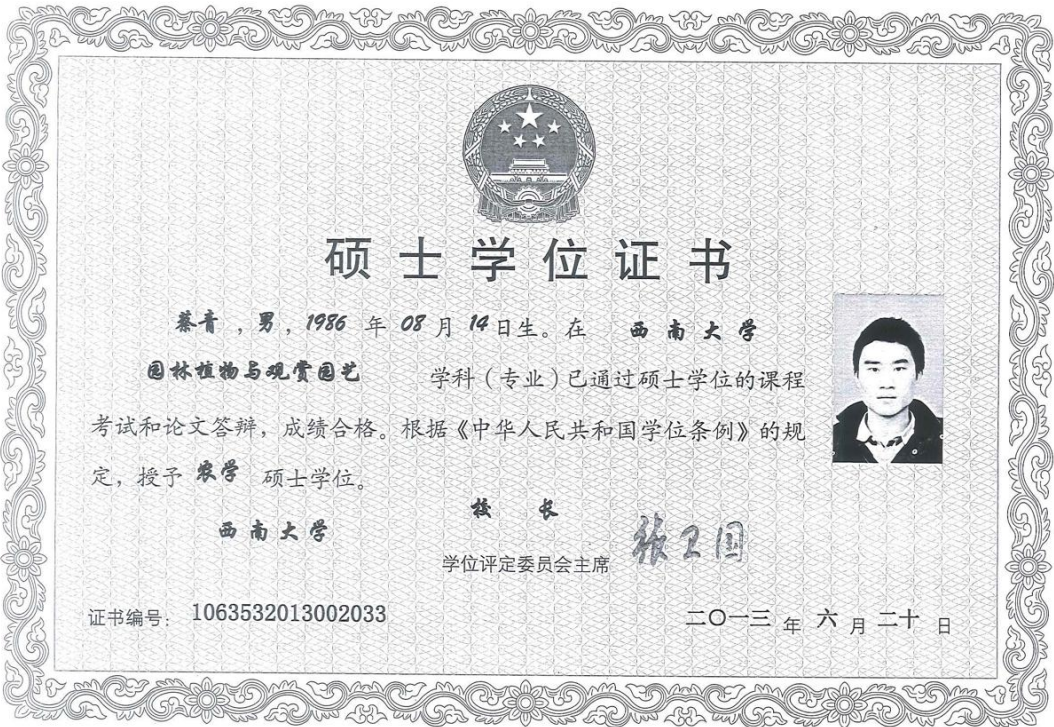 硕士学位证书
蔡青，男，1986 年 08 月 14日生。在 西南大学
园林植物与观赏园艺 学科（专业）已通过硕士学位的课程
考试和论文答辩，成绩合格。根据《中华人民共和国学位条例》的规
定，授予 农学 硕士学位。
西南大学
校 长
学位评定委员会主席 张卫国
证书编号： 1063532013002033
二〇一三 年 六 月 二十 日